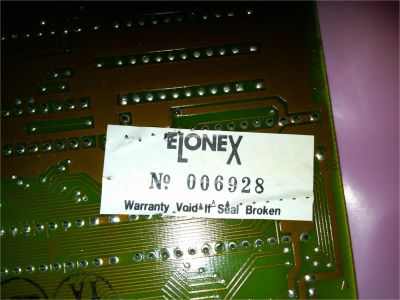 ELONEX
Nº 006928
Warranty Void If Seal Broken